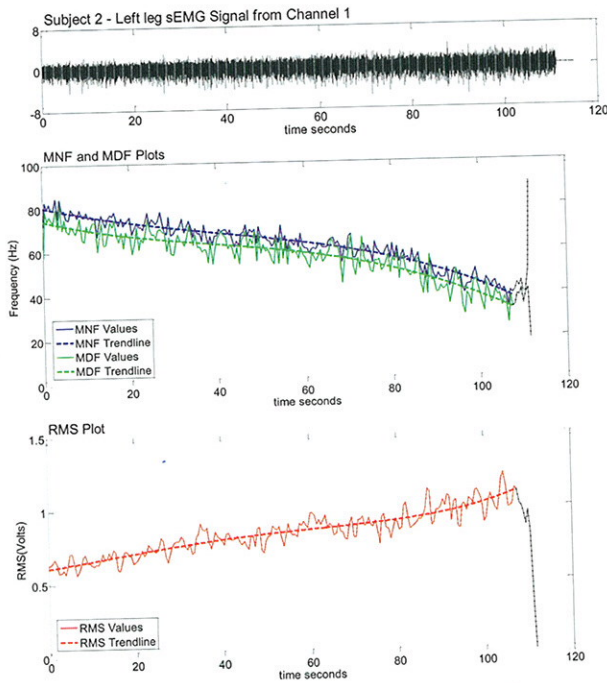 Subject 2 - Left leg sEMG Signal from Channel 1
8
0
-8
0 20 40 60 80 100 120
time seconds
MNF and MDF Plots
100
80
60
40
20
0
Frequency (Hz)
MNF Values
MNF Trendline
MDF Values
MDF Trendline
0 20 40 60 80 100 120
time seconds
RMS Plot
1.5
1
0.5
RMS(Volts)
RMS Values
RMS Trendline
0 20 40 60 80 100 120
time seconds